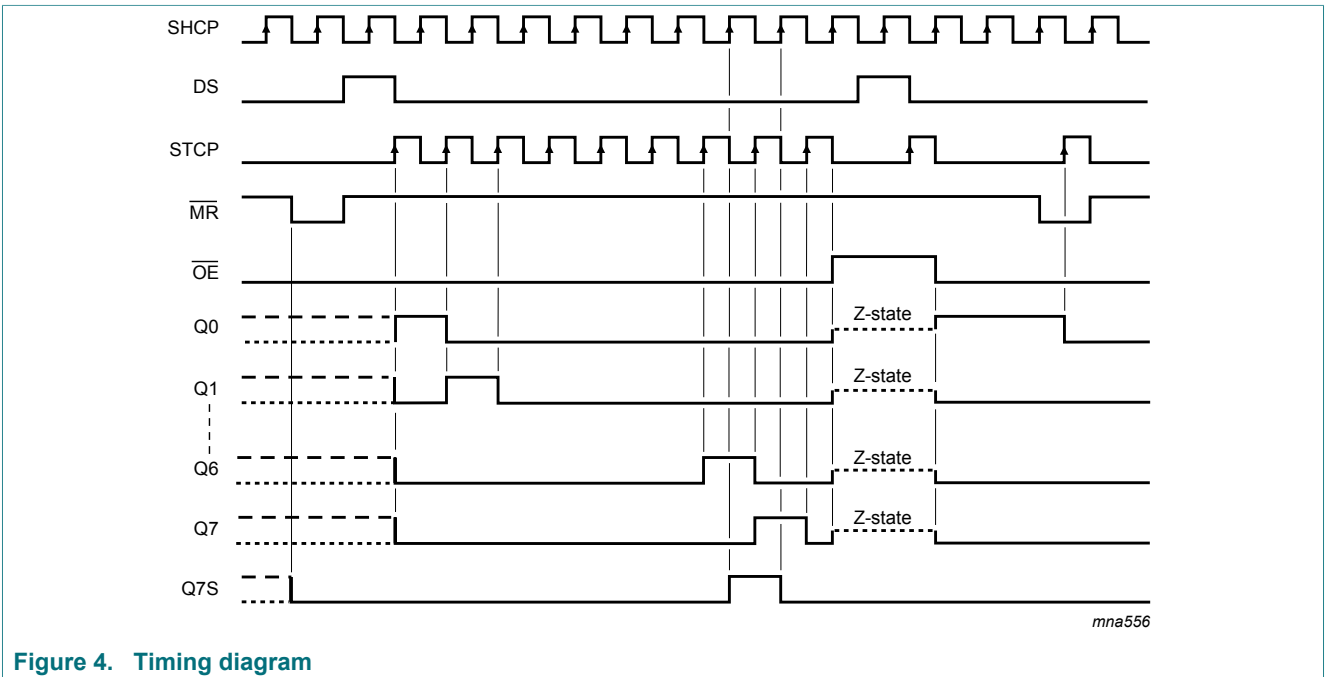 SHCP
DS
STCP
MR
OE
Q0
Z-state
Q1
Z-state
Q6
Z-state
Q7
Z-state
Q7S
mna556
Figure 4. Timing diagram